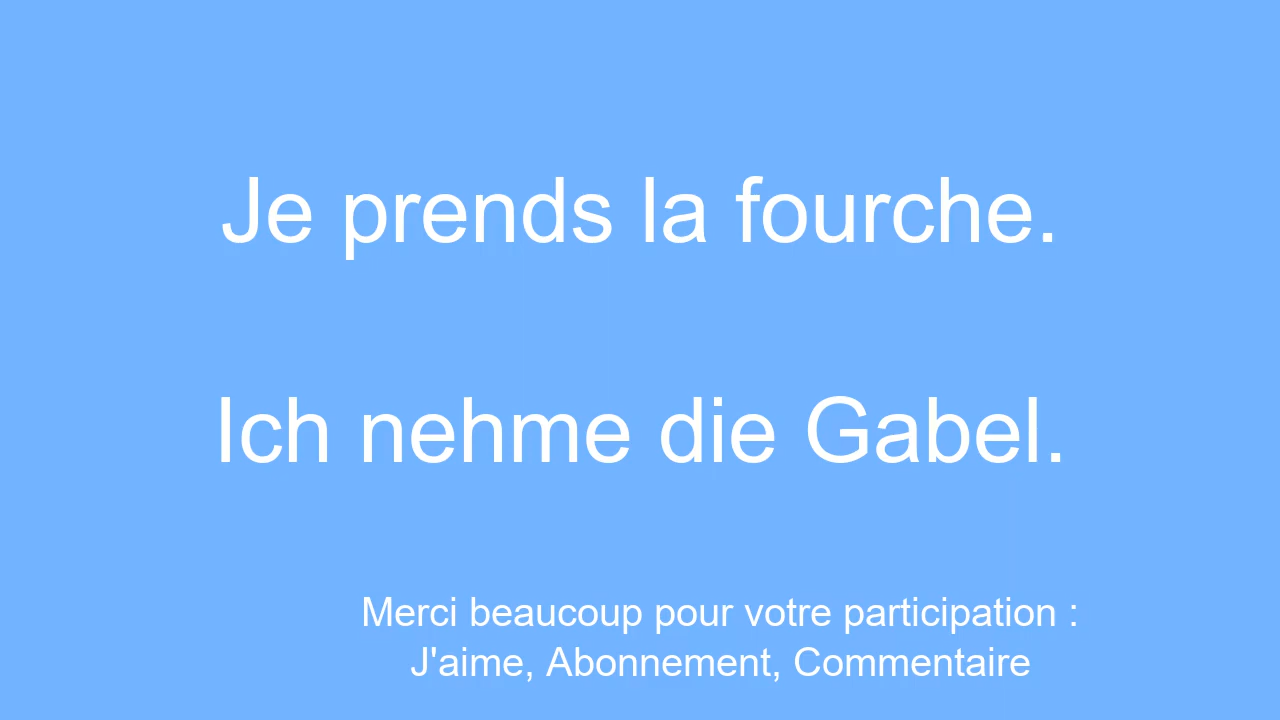 Je prends la fourche.
Ich nehme die Gabel.
Merci beaucoup pour votre participation :
J'aime, Abonnement, Commentaire